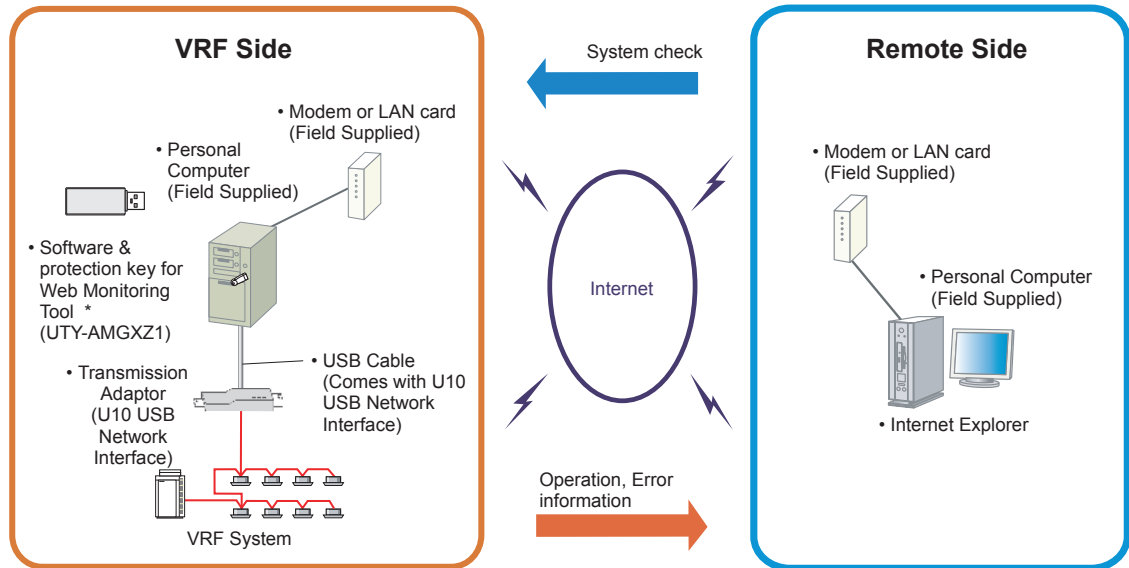 VRF Side
• Modem or LAN card
(Field Supplied)
• Personal
Computer
(Field Supplied)
• Software &
protection key for
Web Monitoring
Tool *
(UTY-AMGXZ1)
• USB Cable
(Comes with U10
USB Network
Interface)
• Transmission
Adaptor
(U10 USB
Network
Interface)
VRF System
System check
Internet
Operation, Error
information
Remote Side
• Modem or LAN card
(Field Supplied)
• Personal Computer
(Field Supplied)
• Internet Explorer